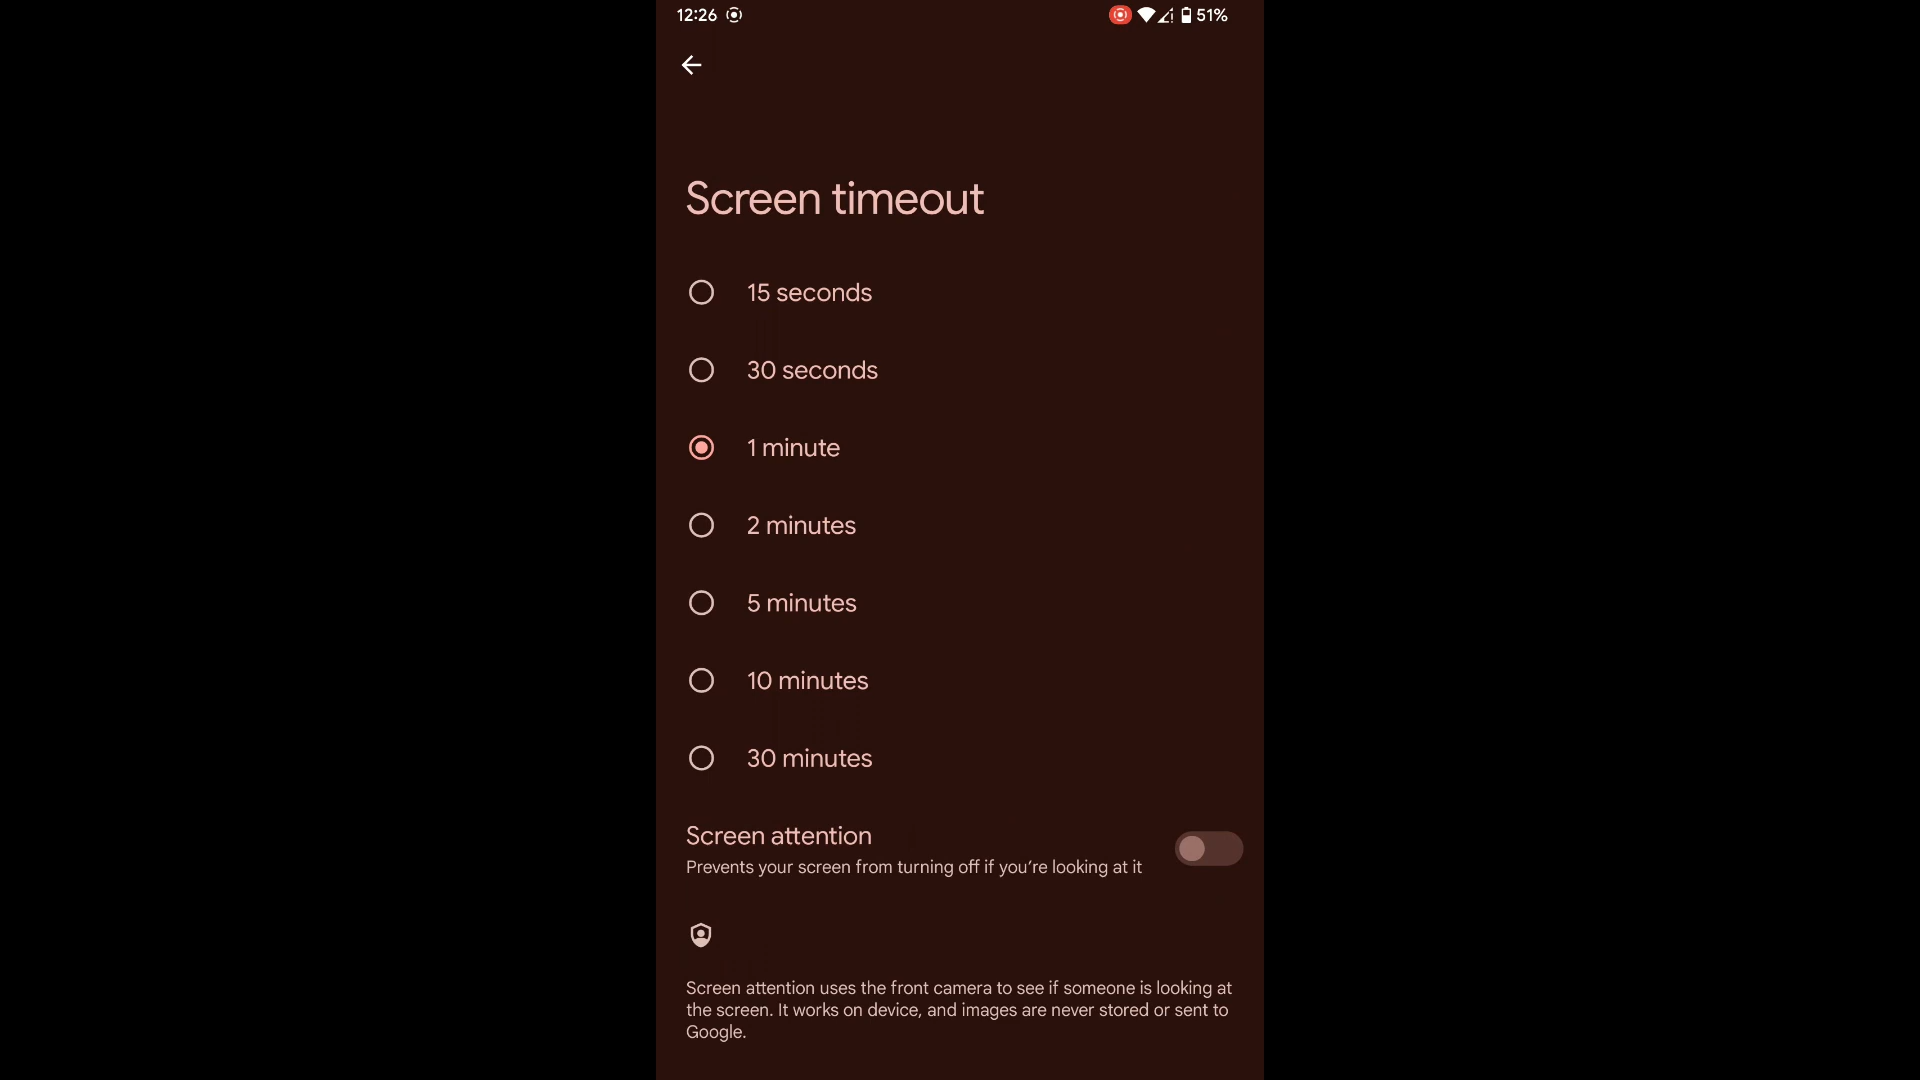 12:26 51%
Screen timeout
15 seconds
30 seconds
1 minute
2 minutes
5 minutes
10 minutes
30 minutes
Screen attention
Prevents your screen from turning off if you’re looking at it
Screen attention uses the front camera to see if someone is looking at
the screen. It works on device, and images are never stored or sent to
Google.